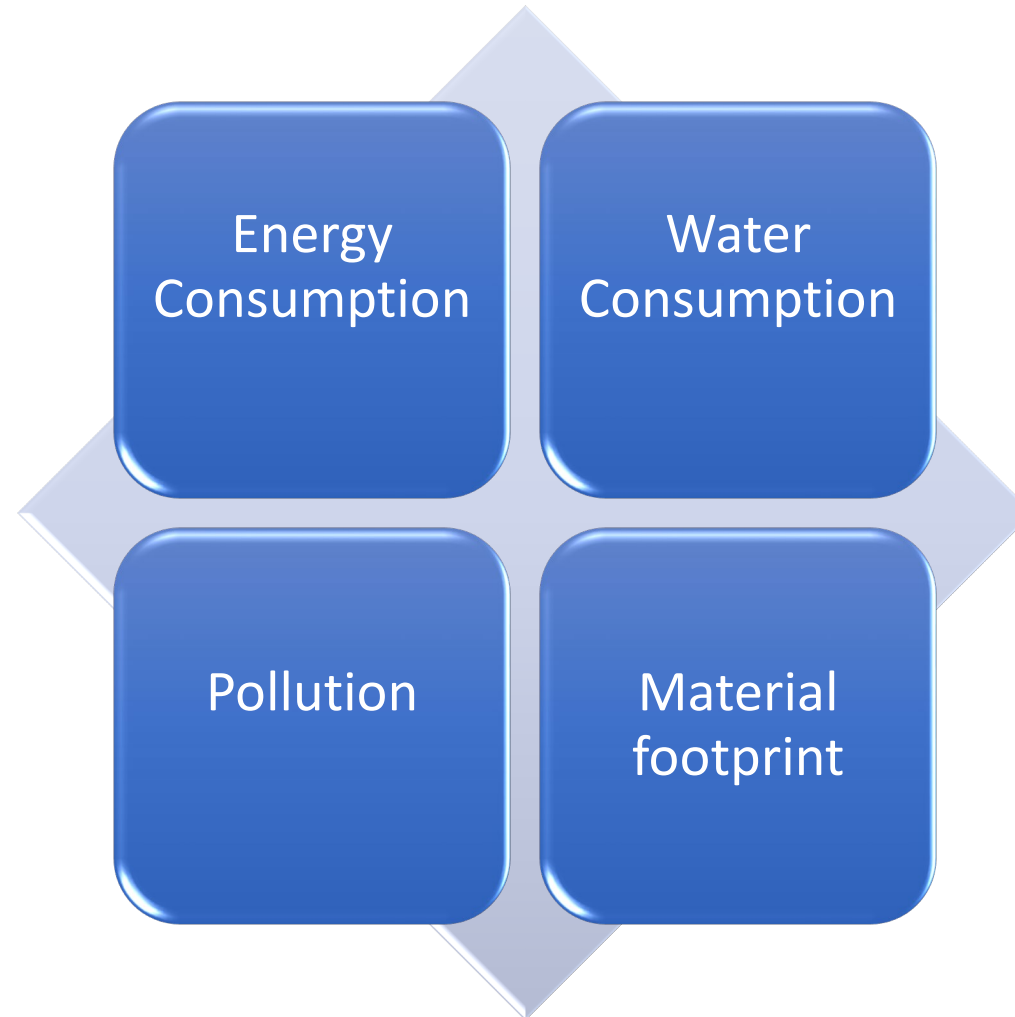 Energy
Consumption
Water
Consumption
Pollution
Material
footprint